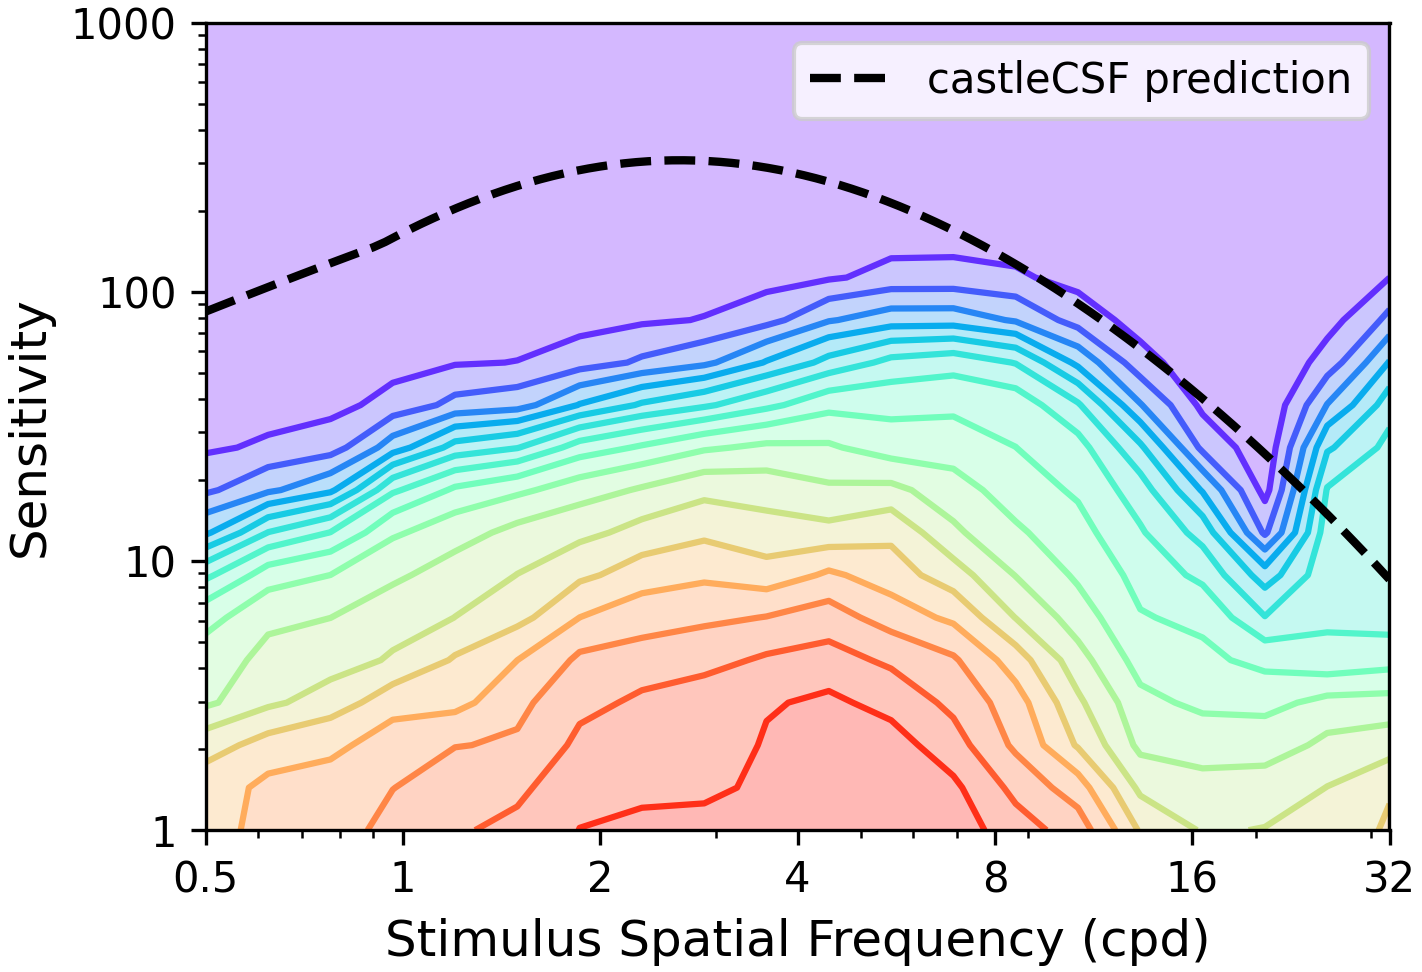 1000
100
10
1
Sensitivity
castleCSF prediction
0.5 1 2 4 8 16 32
Stimulus Spatial Frequency (cpd)